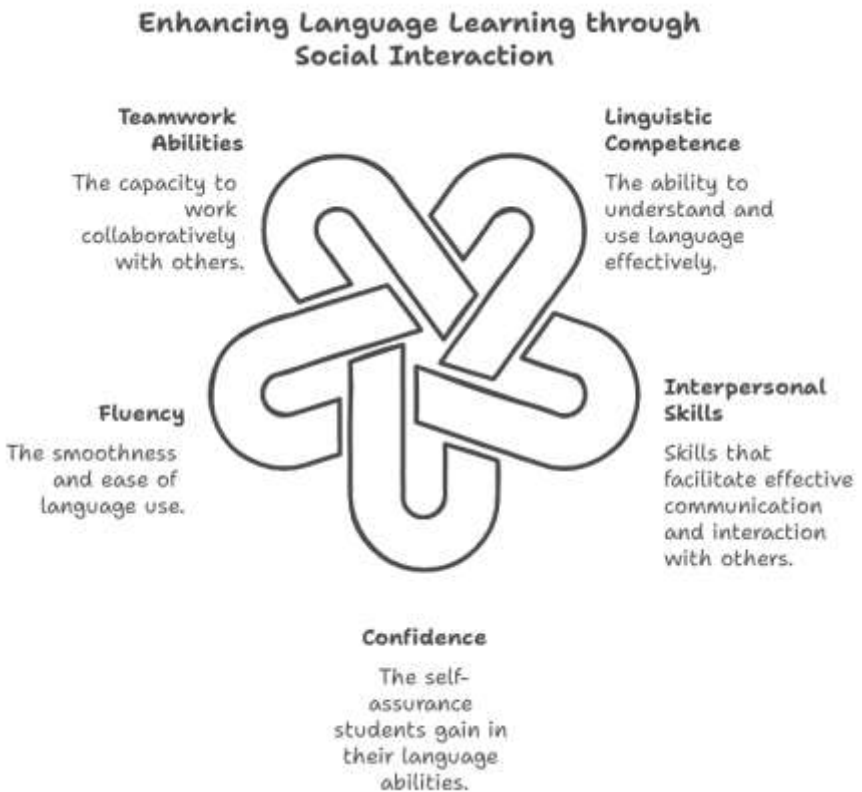 Enhancing Language Learning through
Social Interaction
Teamwork
Abilities
The capacity to
work
collaboratively
with others.
Linguistic
Competence
The ability to
understand and
use language
effectively.
Fluency
The smoothness
and ease of
language use.
Interpersonal
Skills
Skills that
facilitate effective
communication
and interaction
with others.
Confidence
The self-
assurance
students gain in
their language
abilities.